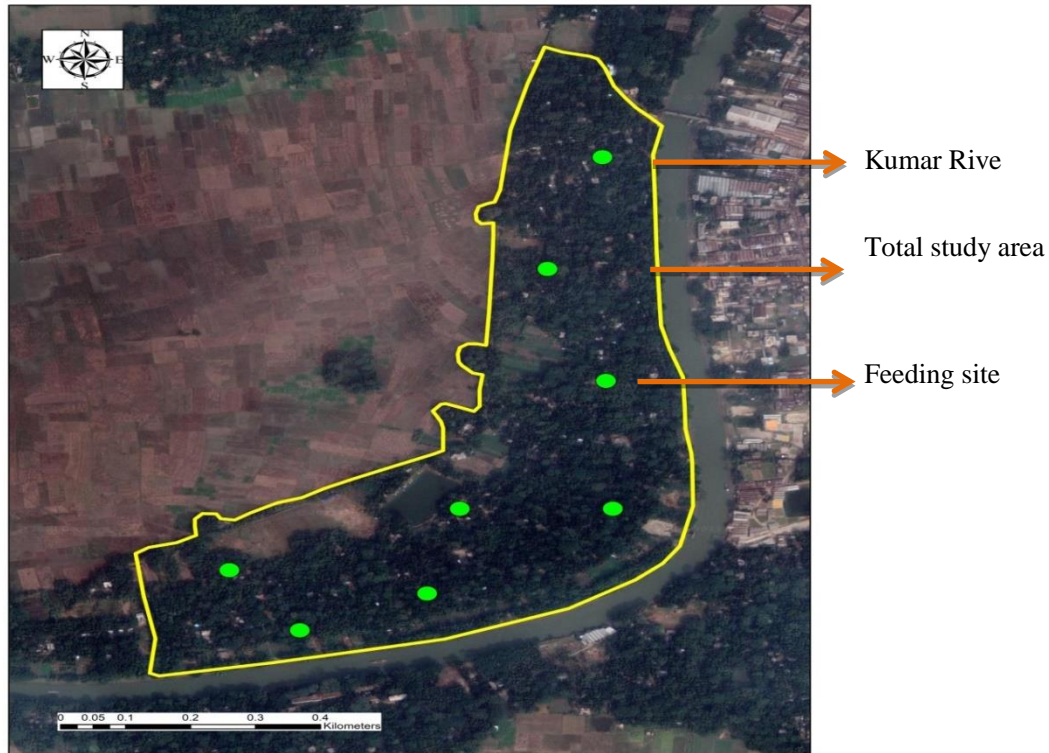 N
W E
S
Kumar Rive
Total study area
Feeding site
0 0.05 0.1 0.2 0.3 0.4
Kilometers